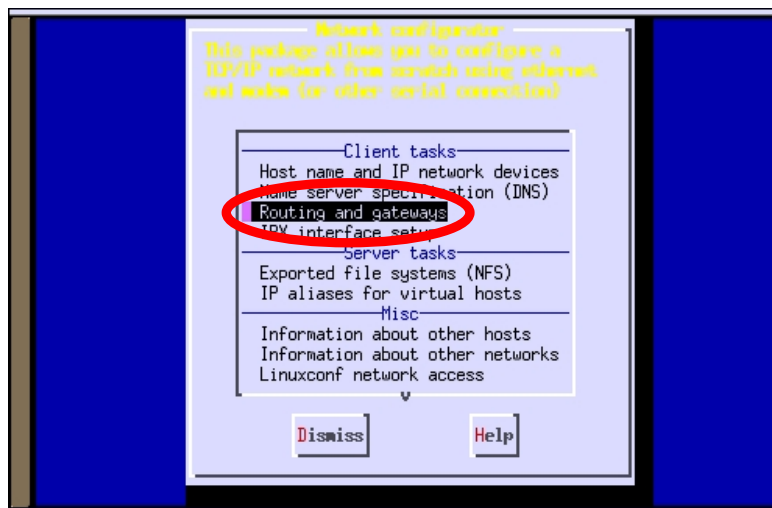 Network configurator
This package allows you to configure a
TCP/IP network from scratch using ethernet
and modem (or other serial connection)
Client tasks
Host name and IP network devices
Name server specification (DNS)
Routing and gateways
IPX interface setup
Server tasks
Exported file systems (NFS)
IP aliases for virtual hosts
Misc
Information about other hosts
Information about other networks
Linuxconf network access
Dismiss Help